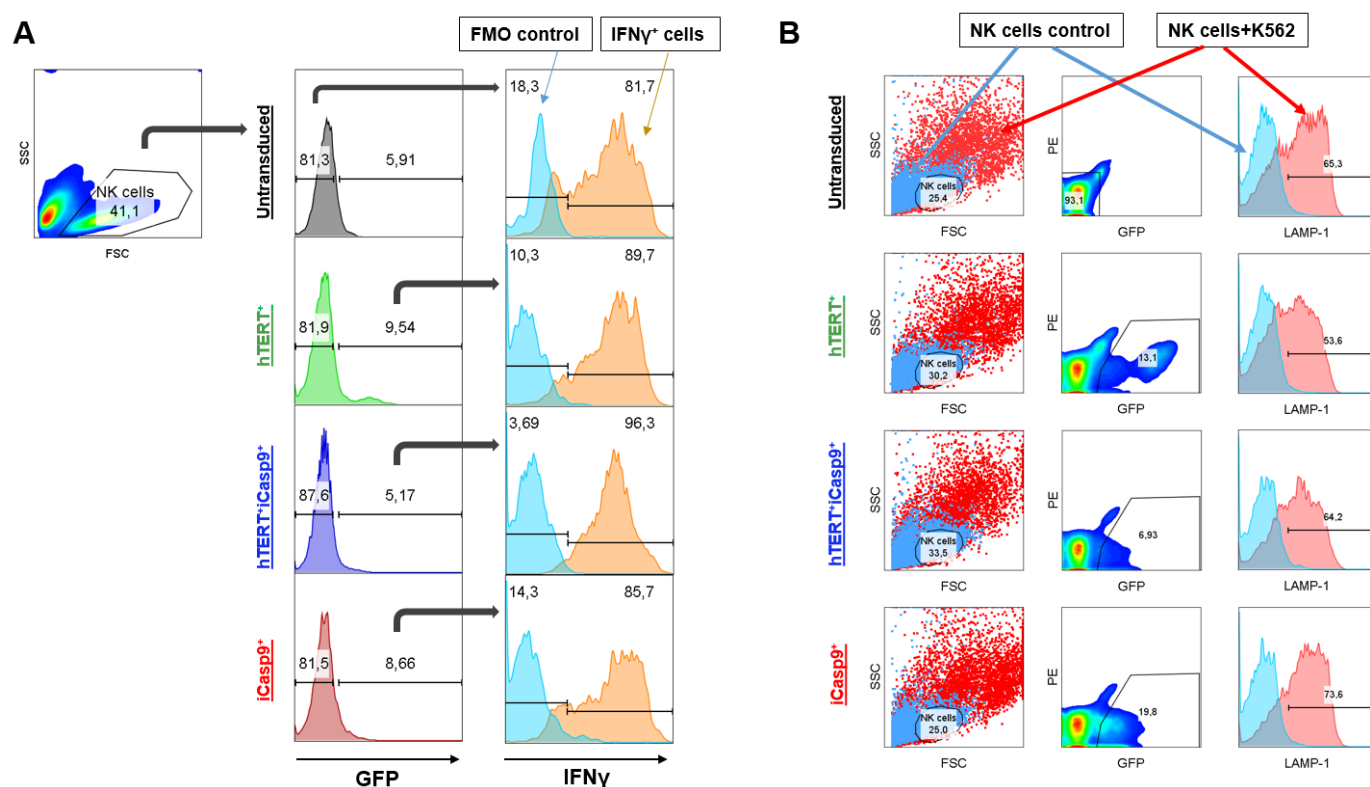 A
FMO control
IFNγ⁺ cells
SSC
NK cells
41,1
FSC
Untransduced
81,3
5,91
18,3
81,7
hTERT⁺
81,9
9,54
10,3
89,7
hTERT⁺iCasp9⁺
87,6
5,17
3,69
96,3
iCasp9⁺
81,5
8,66
14,3
85,7
GFP
IFNγ
B
NK cells control
NK cells+K562
Untransduced
SSC
NK cells
25,4
FSC
PE
93,1
GFP
65,3
LAMP-1
hTERT⁺
SSC
NK cells
30,2
FSC
PE
13,1
GFP
53,6
LAMP-1
hTERT⁺iCasp9⁺
SSC
NK cells
33,5
FSC
PE
6,93
GFP
64,2
LAMP-1
iCasp9⁺
SSC
NK cells
25,0
FSC
PE
19,8
GFP
73,6
LAMP-1